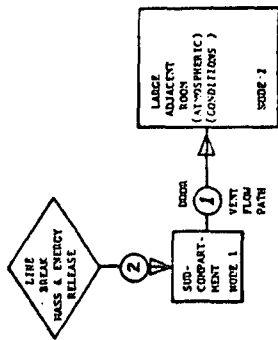 LINE
BREAK
MASS & ENERGY
RELEASE
2
SUB-
COMPART-
MENT
NODE 1
DOOR
1
VENT
FLOW
PATH
LARGE
ADJACENT
ROOM
(ATMOSPHERIC)
(CONDITIONS )
NODE 2